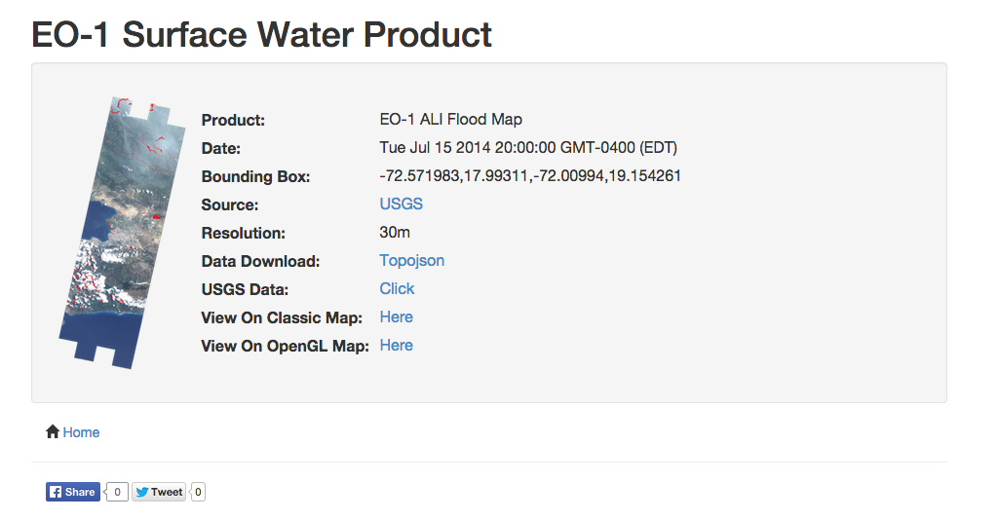 EO-1 Surface Water Product
Product: EO-1 ALI Flood Map
Date: Tue Jul 15 2014 20:00:00 GMT-0400 (EDT)
Bounding Box: -72.571983,17.99311,-72.00994,19.154261
Source: USGS
Resolution: 30m
Data Download: Topojson
USGS Data: Click
View On Classic Map: Here
View On OpenGL Map: Here
Home
Share 0 Tweet 0